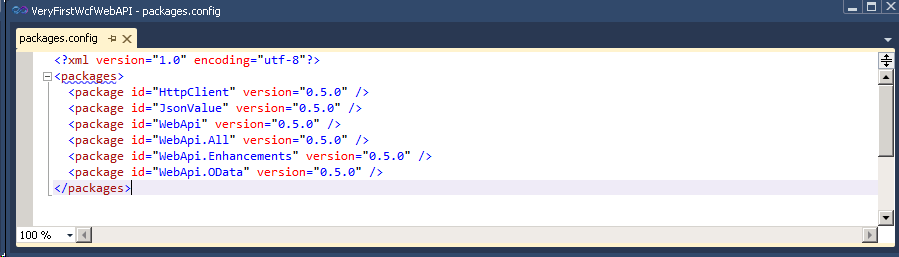 VeryFirstWcfWebAPI - packages.config
packages.config
<?xml version="1.0" encoding="utf-8"?>
<packages>
<package id="HttpClient" version="0.5.0" />
<package id="JsonValue" version="0.5.0" />
<package id="WebApi" version="0.5.0" />
<package id="WebApi.All" version="0.5.0" />
<package id="WebApi.Enhancements" version="0.5.0" />
<package id="WebApi.OData" version="0.5.0" />
</packages>
100 %